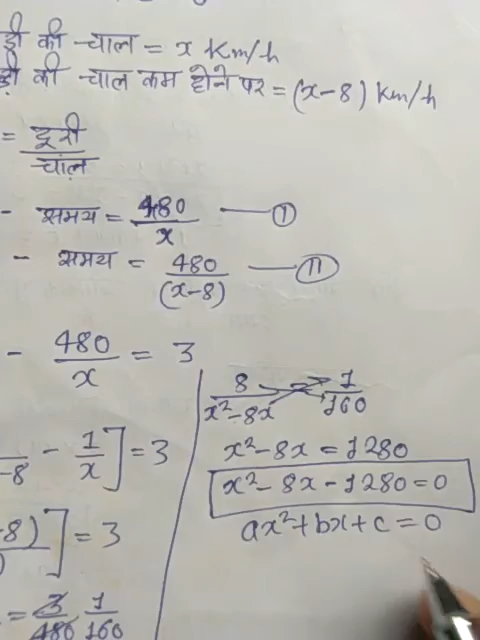 ड़ी की चाल = x Km/h
ड़ी की चाल कम होने पर = (x-8) Km/h
= दूरी / चाल
- समय = 480/x — (I)
- समय = 480/(x-8) — (II)
- 480/x = 3
-8 - 1/x] = 3
-8)/)] = 3
= 3/480 1/160
8/(x²-8x) 1/160
x²-8x = 1280
x²-8x-1280 = 0
ax²+bx+c = 0